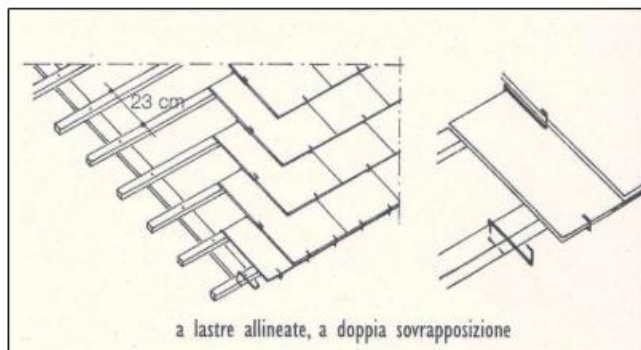 23 cm
a lastre allineate, a doppia sovrapposizione